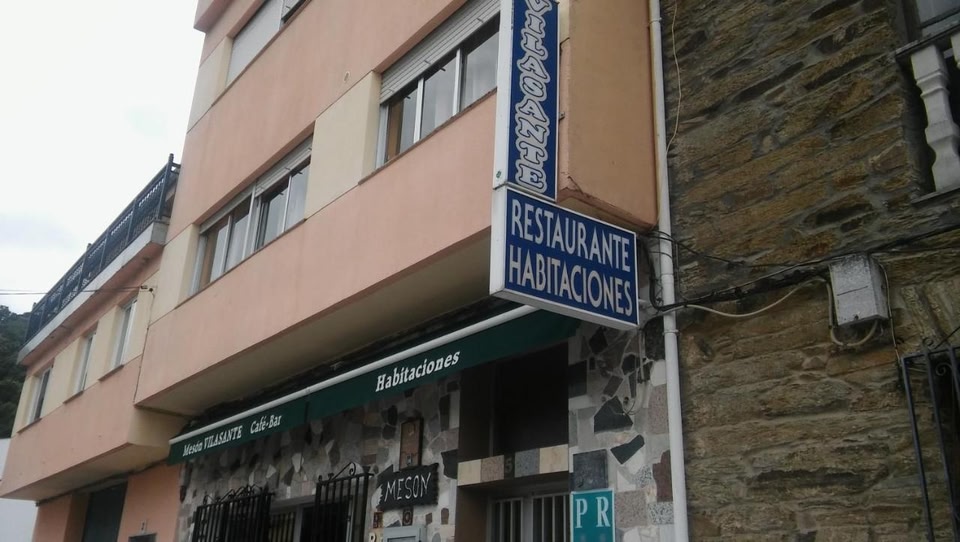 VILASANTE
RESTAURANTE
HABITACIONES
Habitaciones
Mesón VILASANTE Café-Bar
MESON
PR